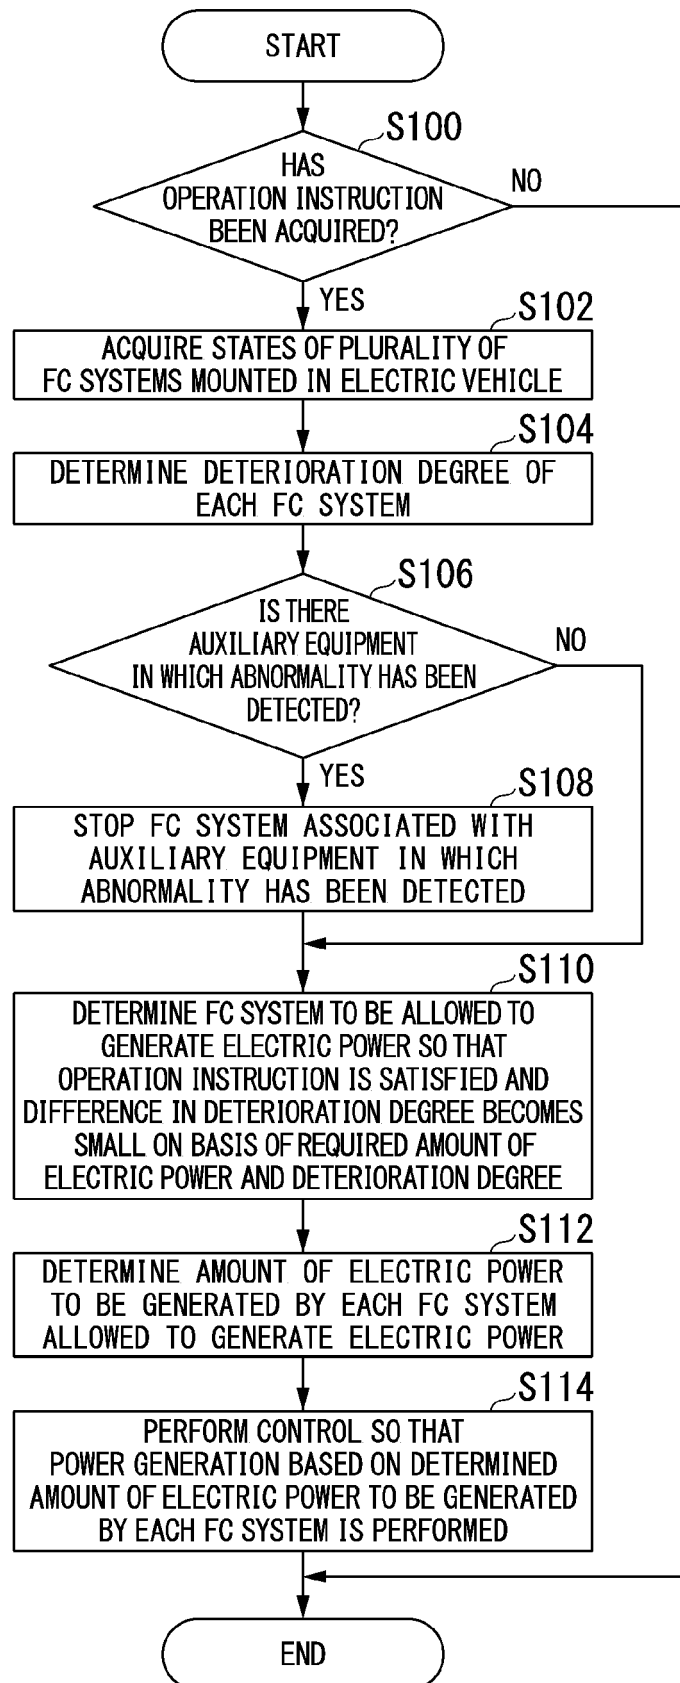 START
S100
HAS
OPERATION INSTRUCTION
BEEN ACQUIRED?
NO
YES
S102
ACQUIRE STATES OF PLURALITY OF
FC SYSTEMS MOUNTED IN ELECTRIC VEHICLE
S104
DETERMINE DETERIORATION DEGREE OF
EACH FC SYSTEM
S106
IS THERE
AUXILIARY EQUIPMENT
IN WHICH ABNORMALITY HAS BEEN
DETECTED?
NO
YES
S108
STOP FC SYSTEM ASSOCIATED WITH
AUXILIARY EQUIPMENT IN WHICH
ABNORMALITY HAS BEEN DETECTED
S110
DETERMINE FC SYSTEM TO BE ALLOWED TO
GENERATE ELECTRIC POWER SO THAT
OPERATION INSTRUCTION IS SATISFIED AND
DIFFERENCE IN DETERIORATION DEGREE BECOMES
SMALL ON BASIS OF REQUIRED AMOUNT OF
ELECTRIC POWER AND DETERIORATION DEGREE
S112
DETERMINE AMOUNT OF ELECTRIC POWER
TO BE GENERATED BY EACH FC SYSTEM
ALLOWED TO GENERATE ELECTRIC POWER
S114
PERFORM CONTROL SO THAT
POWER GENERATION BASED ON DETERMINED
AMOUNT OF ELECTRIC POWER TO BE GENERATED
BY EACH FC SYSTEM IS PERFORMED
END